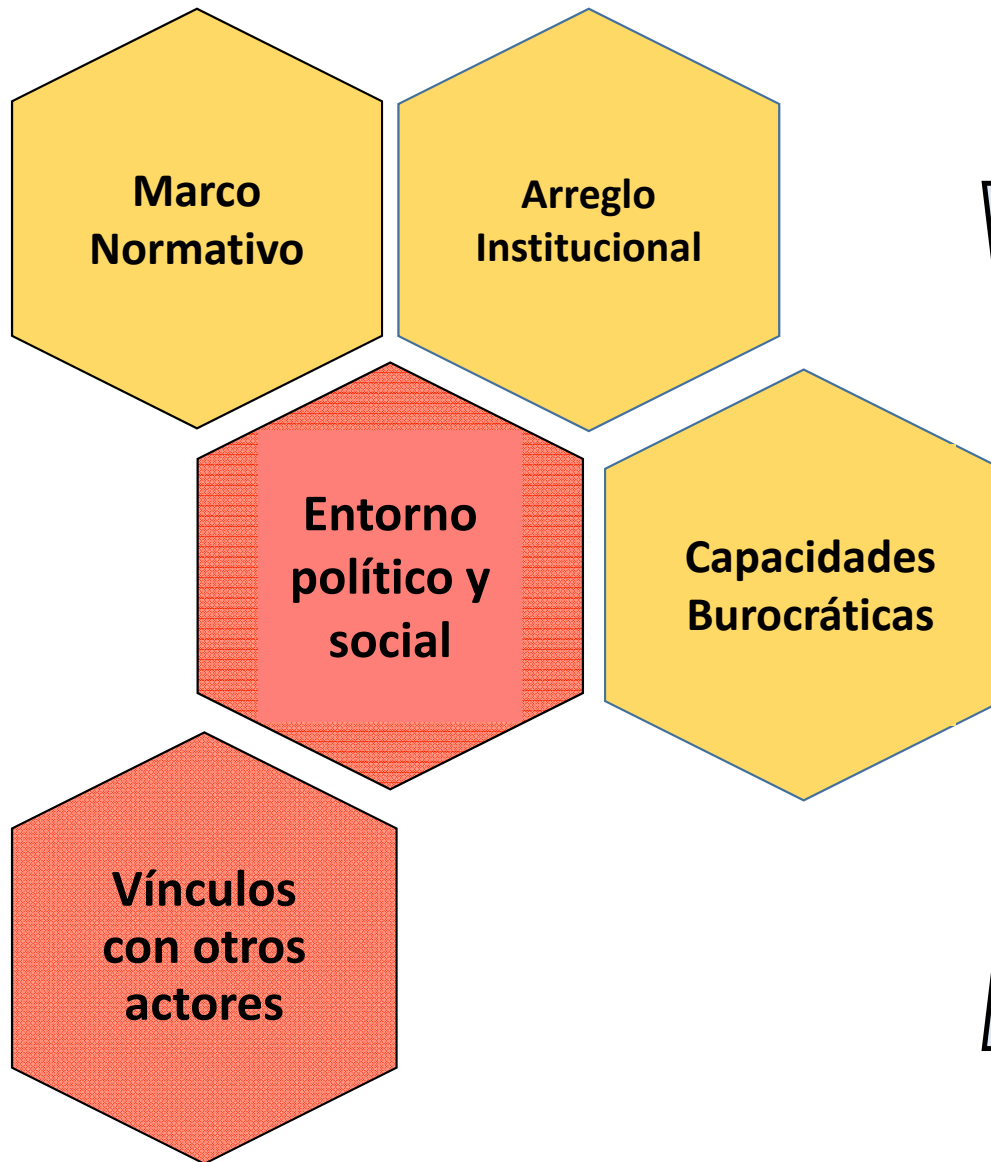 Marco
Normativo
Arreglo
Institucional
Entorno
político y
social
Capacidades
Burocráticas
Vínculos
con otros
actores